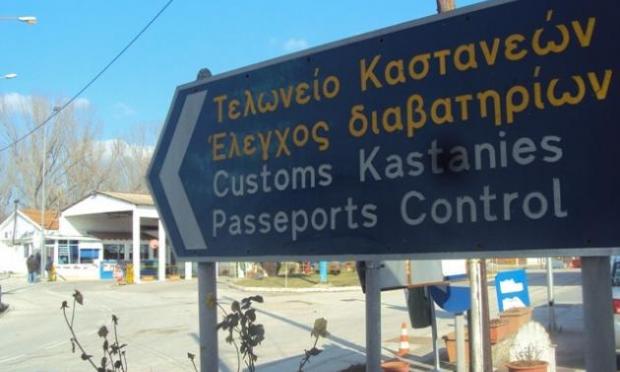 Τελωνείο Καστανεών
Έλεγχος διαβατηρίων
Customs Kastanies
Passeports Control